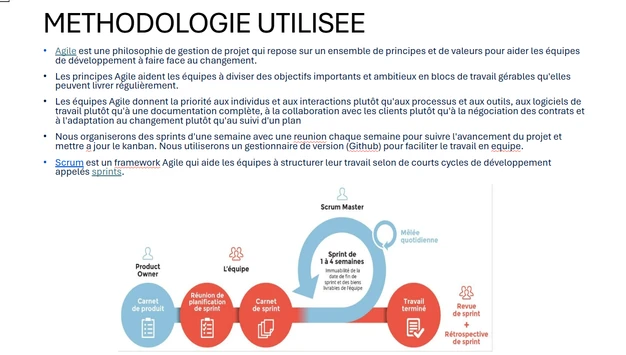 METHODOLOGIE UTILISEE
• Agile est une philosophie de gestion de projet qui repose sur un ensemble de principes et de valeurs pour aider les équipes
de développement à faire face au changement.
• Les principes Agile aident les équipes à diviser des objectifs importants et ambitieux en blocs de travail gérables qu'elles
peuvent livrer régulièrement.
• Les équipes Agile donnent la priorité aux individus et aux interactions plutôt qu'aux processus et aux outils, aux logiciels de
travail plutôt qu'à une documentation complète, à la collaboration avec les clients plutôt qu'à la négociation des contrats et
à l'adaptation au changement plutôt qu'au suivi d'un plan
• Nous organiserons des sprints d'une semaine avec une reunion chaque semaine pour suivre l'avancement du projet et
mettre a jour le kanban. Nous utiliserons un gestionnaire de version (Github) pour faciliter le travail en equipe.
• Scrum est un framework Agile qui aide les équipes à structurer leur travail selon de courts cycles de développement
appelés sprints.
Scrum Master
Mêlée
quotidienne
Sprint de
1 à 4 semaines
Immuabilité de la
date de fin de
sprint et des biens
livrables de l'équipe
Product
Owner
L'équipe
Carnet
de produit
Réunion de
planification
de sprint
Carnet
de sprint
Travail
terminé
Revue
de sprint
+
Rétrospective
de sprint